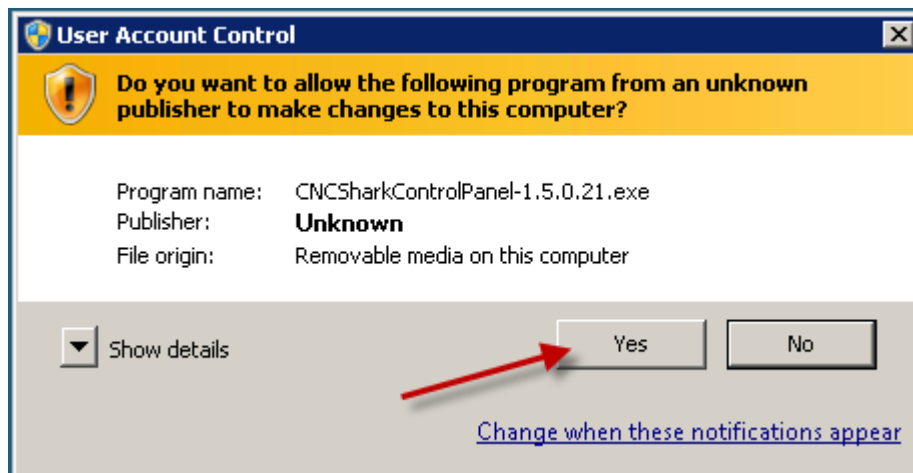 User Account Control
Do you want to allow the following program from an unknown
publisher to make changes to this computer?
Program name: CNCSharkControlPanel-1.5.0.21.exe
Publisher: Unknown
File origin: Removable media on this computer
Show details
Yes No
Change when these notifications appear